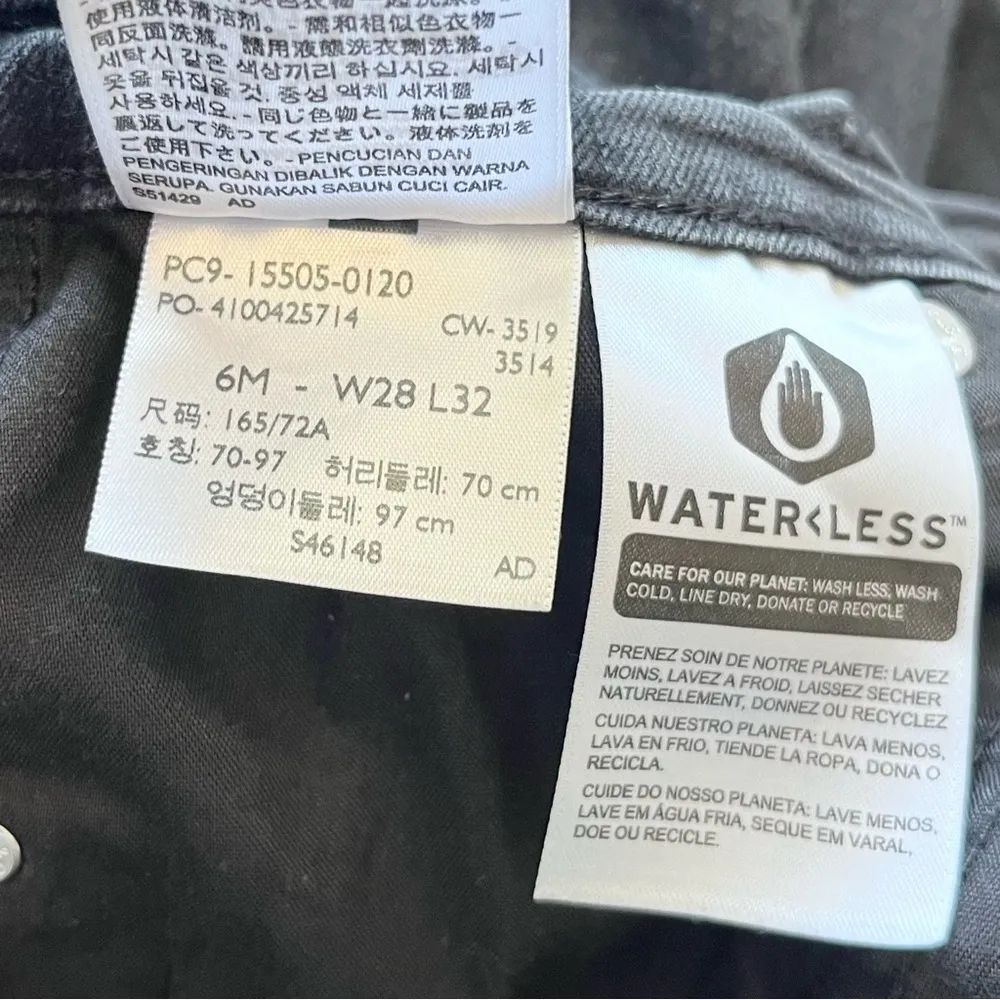 使用液体清洁剂。- 需和相似色衣物一
同反面洗滌。請用液態洗衣劑洗滌。-
세탁시 같은 색상끼리 하십시요. 세탁시
옷을 뒤집을 것. 중성 액체 세제를
사용하세요. - 同じ色物と一緒に製品を
裏返して洗ってください。液体洗剤を
ご使用下さい。- PENCUCIAN DAN
PENGERINGAN DIBALIK DENGAN WARNA
SERUPA. GUNAKAN SABUN CUCI CAIR.
S51429 AD
PC9- 15505-0120
PO- 4100425714
CW- 3519
3514
6M - W28 L32
尺码: 165/72A
호칭: 70-97 허리둘레: 70 cm
엉덩이둘레: 97 cm
S46148
AD
WATER<LESS™
CARE FOR OUR PLANET: WASH LESS, WASH
COLD, LINE DRY, DONATE OR RECYCLE
PRENEZ SOIN DE NOTRE PLANETE: LAVEZ
MOINS, LAVEZ A FROID, LAISSEZ SECHER
NATURELLEMENT, DONNEZ OU RECYCLEZ
CUIDA NUESTRO PLANETA: LAVA MENOS,
LAVA EN FRIO, TIENDE LA ROPA, DONA O
RECICLA.
CUIDE DO NOSSO PLANETA: LAVE MENOS,
LAVE EM ÁGUA FRIA, SEQUE EM VARAL,
DOE OU RECICLE.